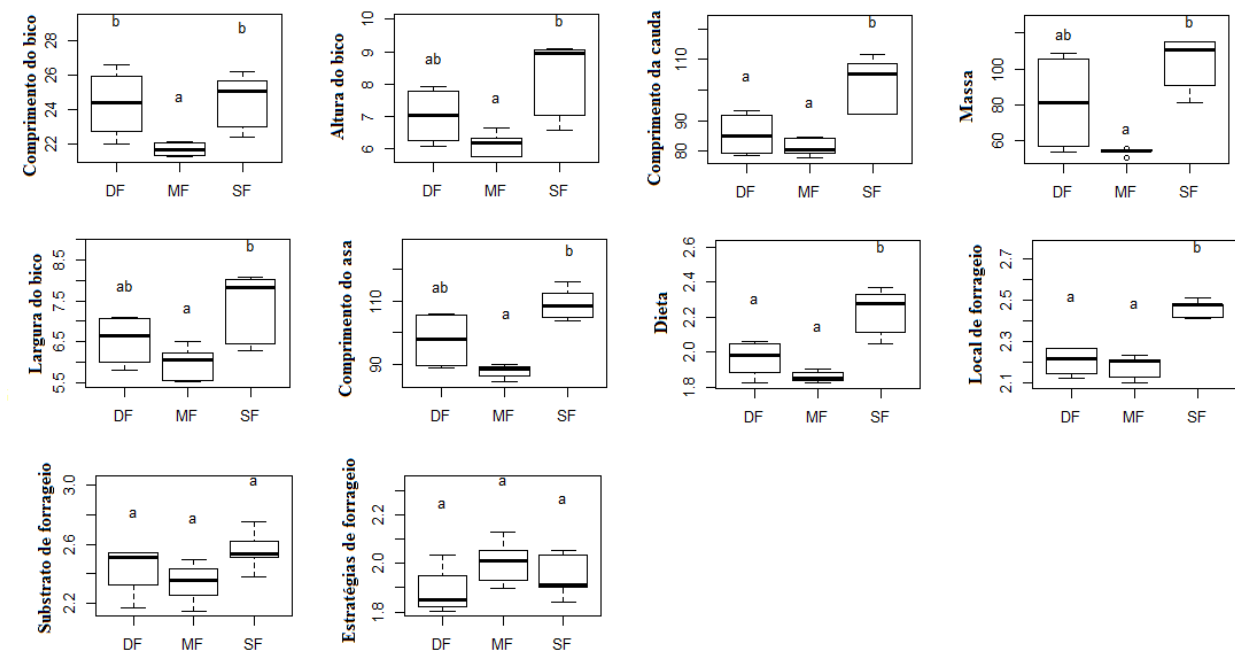 Comprimento do bico
28
26
24
22
b
a
b
DF
MF
SF
Altura do bico
10
9
8
7
6
ab
a
b
DF
MF
SF
Comprimento da cauda
110
90
80
a
a
b
DF
MF
SF
Massa
100
80
60
ab
a
b
DF
MF
SF
Largura do bico
8.5
7.5
6.5
5.5
ab
a
b
DF
MF
SF
Comprimento do asa
110
90
ab
a
b
DF
MF
SF
Dieta
2.6
2.4
2.2
2.0
1.8
a
a
b
DF
MF
SF
Local de forrageio
2.7
2.5
2.3
2.1
a
a
b
DF
MF
SF
Substrato de forrageio
3.0
2.6
2.2
a
a
a
DF
MF
SF
Estratégias de forrageio
2.2
2.0
1.8
a
a
a
DF
MF
SF